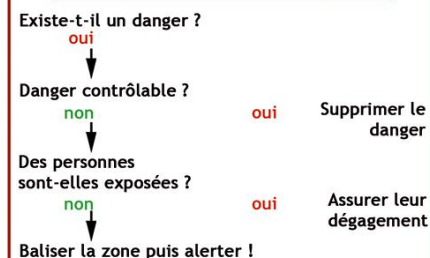 Existe-t-il un danger ?
oui
Danger contrôlable ?
non oui Supprimer le
danger
Des personnes
sont-elles exposées ?
non oui Assurer leur
dégagement
Baliser la zone puis alerter !